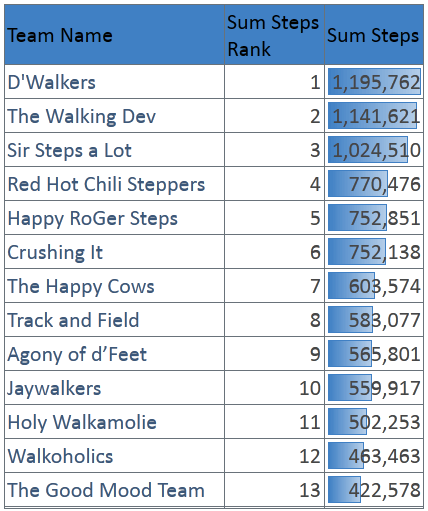 Team Name Sum Steps Rank Sum Steps
D'Walkers 1 1,195,762
The Walking Dev 2 1,141,621
Sir Steps a Lot 3 1,024,510
Red Hot Chili Steppers 4 770,476
Happy RoGer Steps 5 752,851
Crushing It 6 752,138
The Happy Cows 7 603,574
Track and Field 8 583,077
Agony of d’Feet 9 565,801
Jaywalkers 10 559,917
Holy Walkamolie 11 502,253
Walkoholics 12 463,463
The Good Mood Team 13 422,578